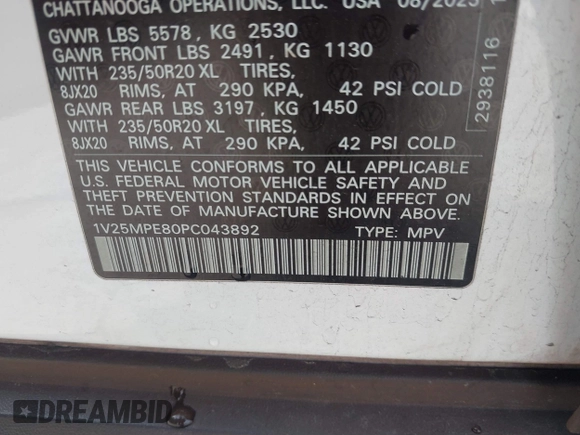 CHATTANOOGA OPERATIONS, LLC. USA 08/2023
GVWR LBS 5578, KG 2530
GAWR FRONT LBS 2491, KG 1130
WITH 235/50R20 XL TIRES,
8JX20 RIMS, AT 290 KPA, 42 PSI COLD
GAWR REAR LBS 3197, KG 1450
WITH 235/50R20 XL TIRES,
8JX20 RIMS, AT 290 KPA, 42 PSI COLD
THIS VEHICLE CONFORMS TO ALL APPLICABLE
U.S. FEDERAL MOTOR VEHICLE SAFETY AND
THEFT PREVENTION STANDARDS IN EFFECT ON
THE DATE OF MANUFACTURE SHOWN ABOVE.
1V25MPE80PC043892 TYPE: MPV
2938116
DREAMBID